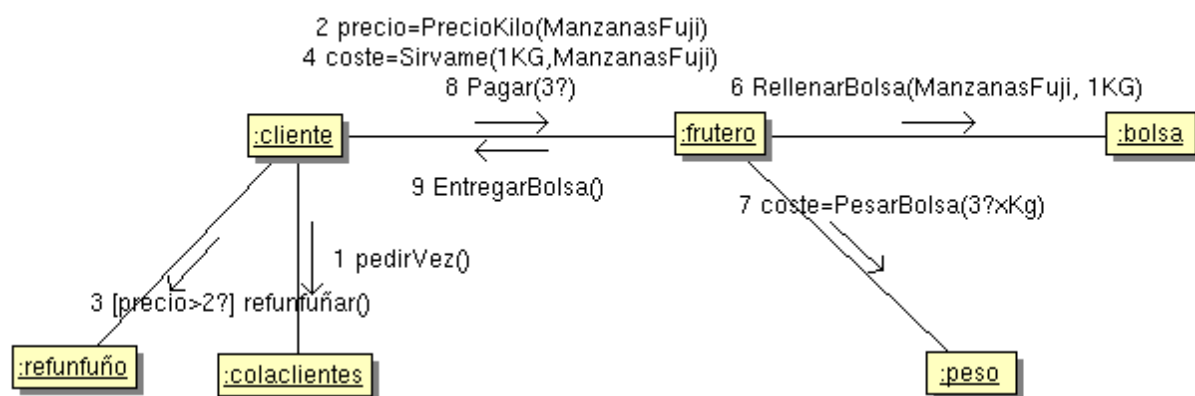 2 precio=PrecioKilo(ManzanasFuji)
4 coste=Sirvame(1KG,ManzanasFuji)
8 Pagar(3?)
6 RellenarBolsa(ManzanasFuji, 1KG)
:cliente
:frutero
:bolsa
9 EntregarBolsa()
7 coste=PesarBolsa(3?xKg)
1 pedirVez()
3 [precio>2?] refunfuñar()
:refunfuño
:colaclientes
:peso